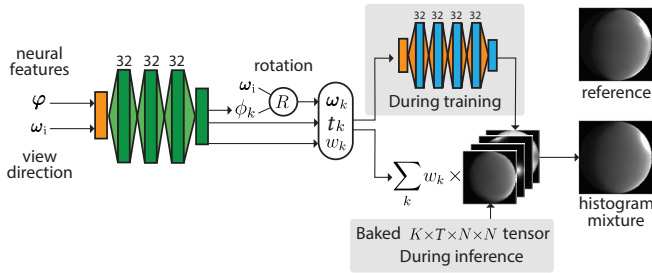 neural
features
φ
ωi
view
direction
32 32 32
rotation
ωi
ϕk
R
ωk
tk
wk
32 32 32 32
During training
∑k wk ×
Baked K×T×N×N tensor
During inference
reference
histogram
mixture